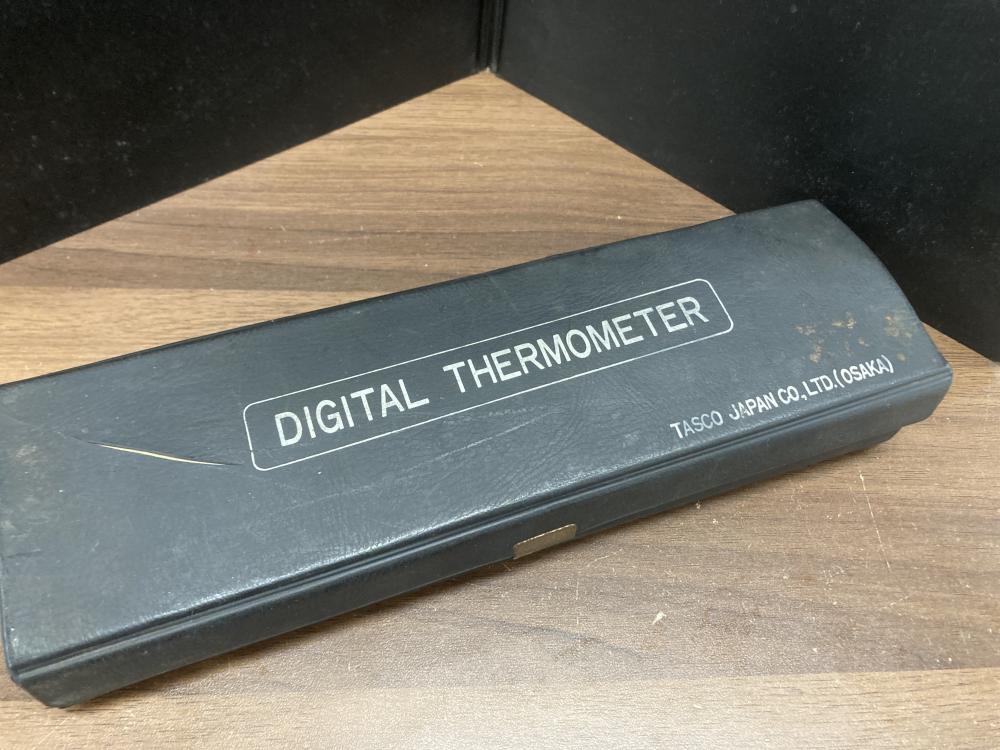 DIGITAL THERMOMETER
TASCO JAPAN CO., LTD. (OSAKA)